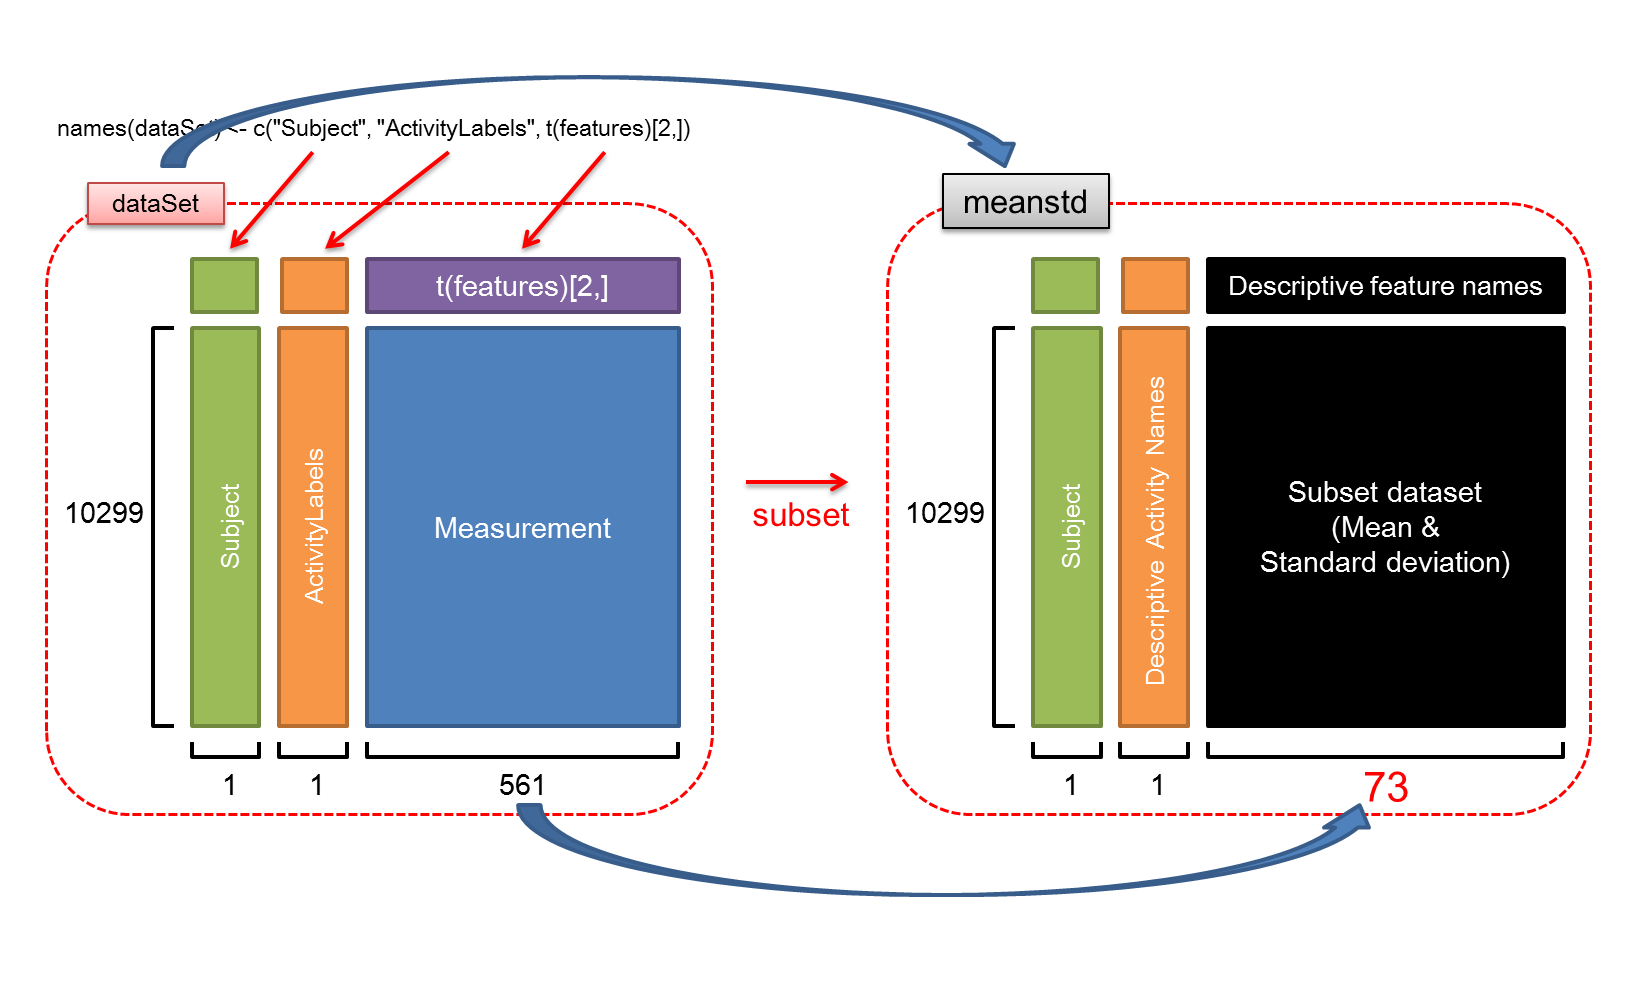 names(dataSet) <- c("Subject", "ActivityLabels", t(features)[2,])
dataSet
t(features)[2,]
10299
Subject
ActivityLabels
Measurement
1
1
561
subset
meanstd
Descriptive feature names
10299
Subject
Descriptive Activity Names
Subset dataset
(Mean &
Standard deviation)
1
1
73